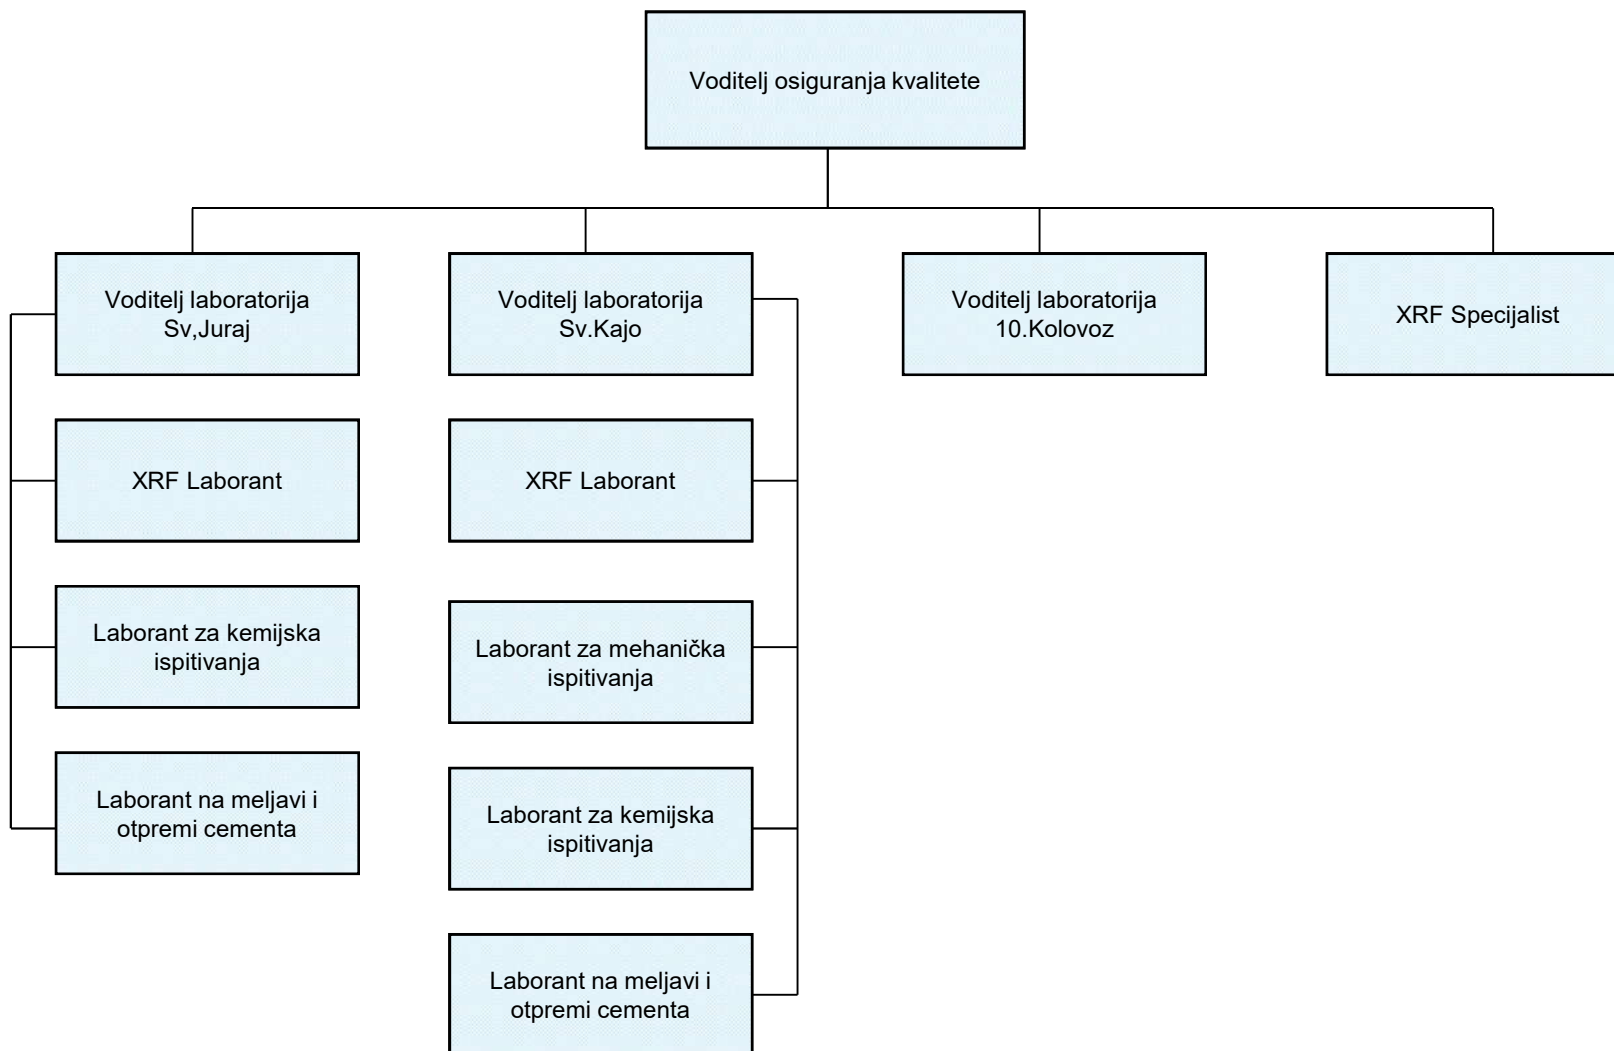 Voditelj osiguranja kvalitete
Voditelj laboratorija
Sv,Juraj
Voditelj laboratorija
Sv.Kajo
Voditelj laboratorija
10.Kolovoz
XRF Specijalist
XRF Laborant
XRF Laborant
Laborant za kemijska
ispitivanja
Laborant za mehanička
ispitivanja
Laborant na meljavi i
otpremi cementa
Laborant za kemijska
ispitivanja
Laborant na meljavi i
otpremi cementa